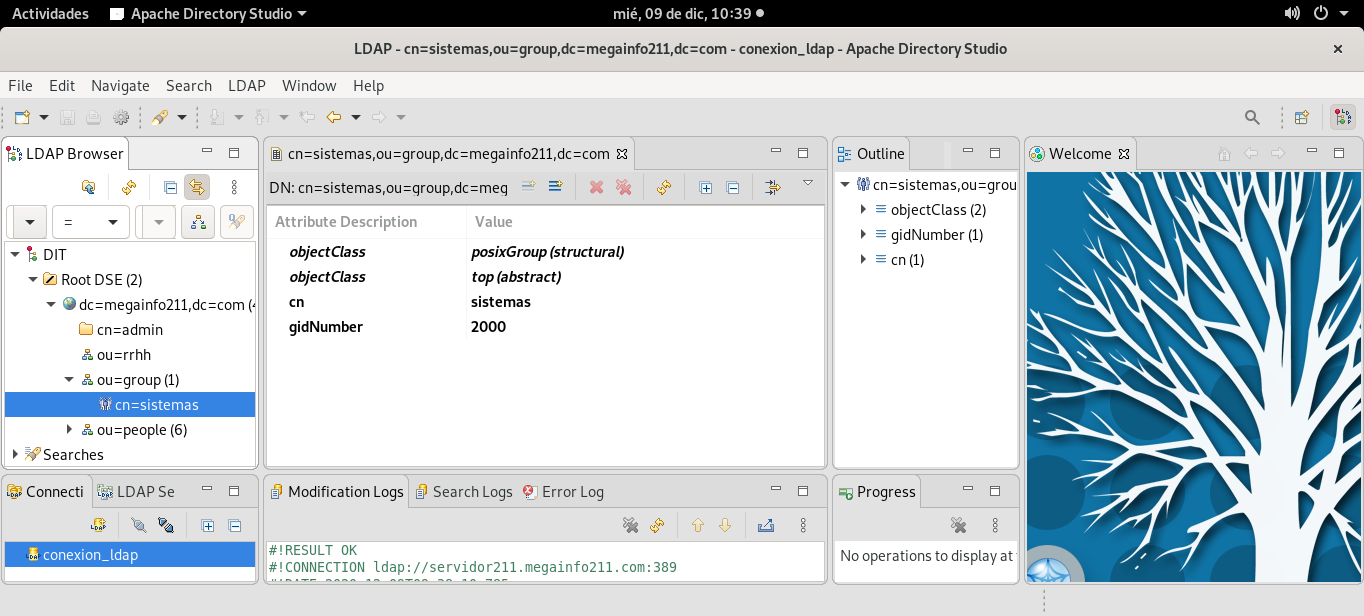 Actividades Apache Directory Studio mié, 09 de dic, 10:39
LDAP - cn=sistemas,ou=group,dc=megainfo211,dc=com - conexion_ldap - Apache Directory Studio
File Edit Navigate Search LDAP Window Help
LDAP Browser
=
DIT
Root DSE (2)
dc=megainfo211,dc=com
cn=admin
ou=rrhh
ou=group (1)
cn=sistemas
ou=people (6)
Searches
cn=sistemas,ou=group,dc=megainfo211,dc=com
DN: cn=sistemas,ou=group,dc=meg
Attribute Description Value
objectClass posixGroup (structural)
objectClass top (abstract)
cn sistemas
gidNumber 2000
Outline
cn=sistemas,ou=grou
objectClass (2)
gidNumber (1)
cn (1)
Welcome
Connecti LDAP Se
conexion_ldap
Modification Logs Search Logs Error Log
#!RESULT OK
#!CONNECTION ldap://servidor211.megainfo211.com:389
Progress
No operations to display at